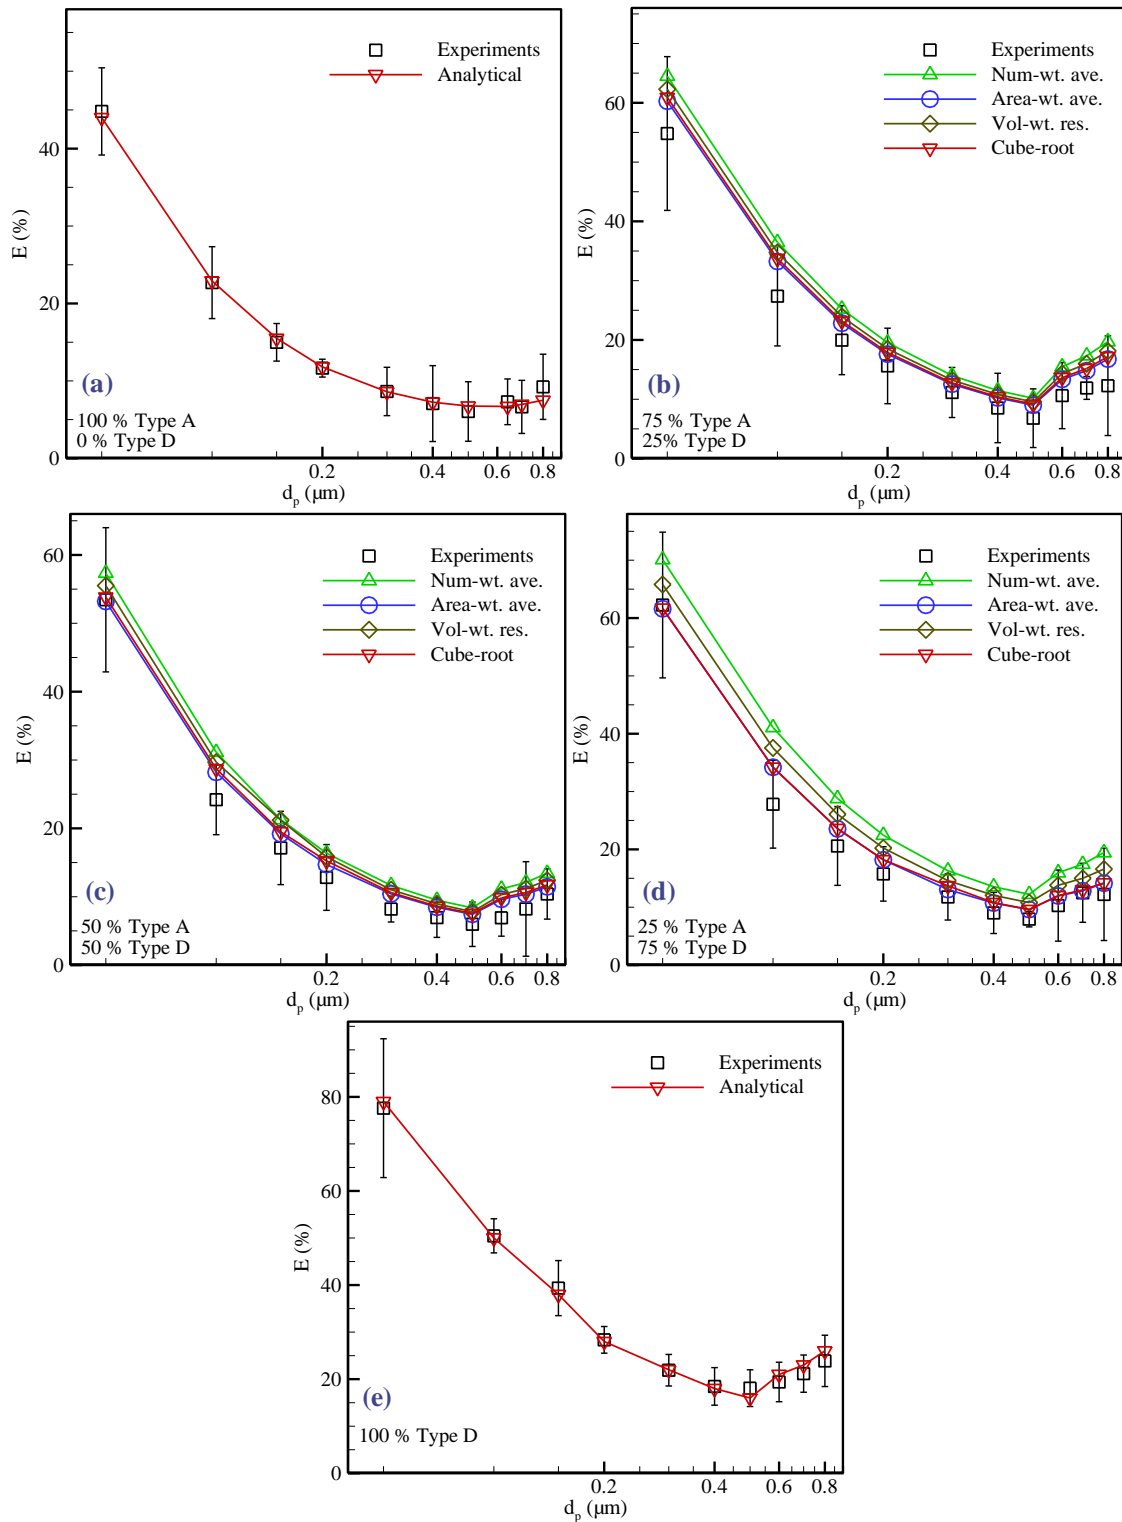 Experiments
Analytical
40
20
0
E (%)
(a)
100 % Type A
0 % Type D
0.2 0.4 0.6 0.8
d_p (µm)
Experiments
Num-wt. ave.
Area-wt. ave.
Vol-wt. res.
Cube-root
60
40
20
0
E (%)
(b)
75 % Type A
25% Type D
0.2 0.4 0.6 0.8
d_p (µm)
Experiments
Num-wt. ave.
Area-wt. ave.
Vol-wt. res.
Cube-root
60
40
20
0
E (%)
(c)
50 % Type A
50 % Type D
0.2 0.4 0.6 0.8
d_p (µm)
Experiments
Num-wt. ave.
Area-wt. ave.
Vol-wt. res.
Cube-root
60
40
20
0
E (%)
(d)
25 % Type A
75 % Type D
0.2 0.4 0.6 0.8
d_p (µm)
Experiments
Analytical
80
60
40
20
0
E (%)
(e)
100 % Type D
0.2 0.4 0.6 0.8
d_p (µm)